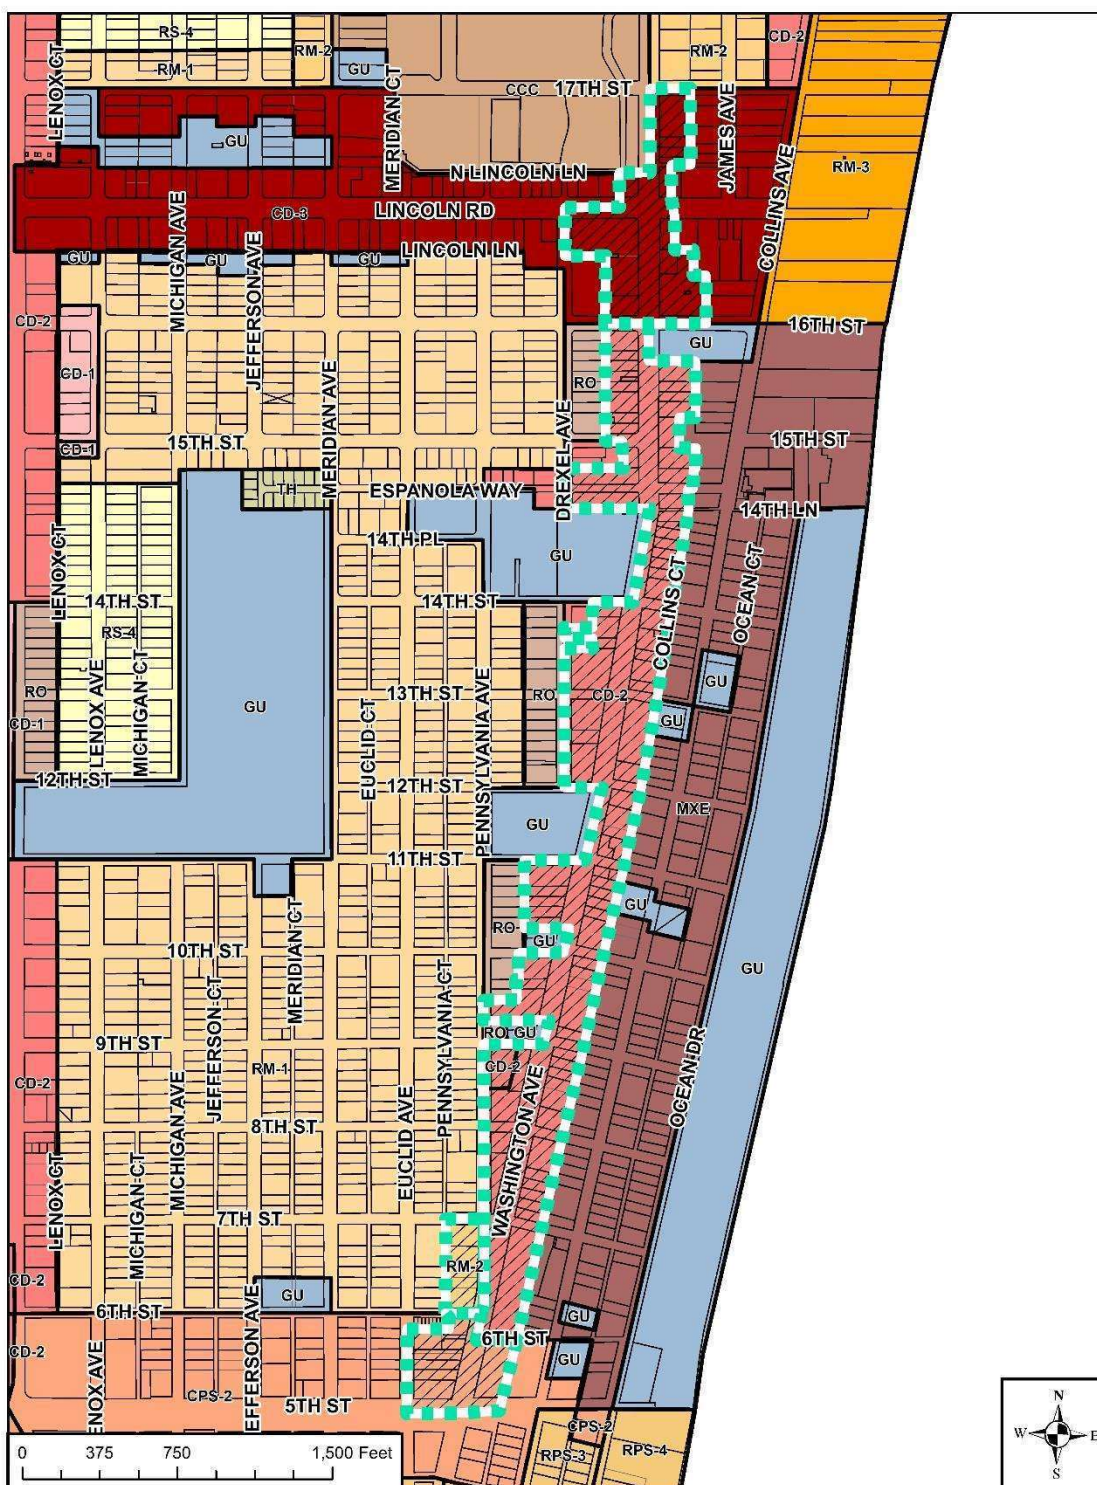 RS-4
RM-2
RM-2
CD-2
LENOX CT
RM-1
GU
MERIDIAN CT
CCC
17TH ST
JAMES AVE
GU
COLLINS AVE
RM-3
N LINCOLN LN
CD-3
LINCOLN RD
MICHIGAN AVE
JEFFERSON AVE
LINCOLN LN
GU
GU
GU
CD-2
16TH ST
GU
CD-1
MERIDIAN AVE
RO
DREXEL AVE
15TH ST
15TH ST
CD-1
TH
ESPANOLA WAY
14TH LN
LENOX CT
14TH PL
GU
COLLINS CT
OCEAN CT
14TH ST
14TH ST
RS-4
LENOX AVE
MICHIGAN CT
PENNSYLVANIA AVE
GU
RO
13TH ST
RO
CD-2
GU
GU
CD-1
EUCLID CT
12TH ST
12TH ST
MXE
GU
11TH ST
GU
MERIDIAN CT
RO
GU
10TH ST
PENNSYLVANIA CT
GU
JEFFERSON CT
9TH ST
RO
GU
OCEAN DR
CD-2
RM-1
CD-2
MICHIGAN AVE
EUCLID AVE
WASHINGTON AVE
8TH ST
LENOX CT
MICHIGAN CT
7TH ST
RM-2
CD-2
GU
6TH ST
GU
6TH ST
CD-2
GU
ENOX AVE
CPS-2
EFFERSON AVE
5TH ST
CPS-2
RPS-3
RPS-4
0 375 750 1,500 Feet
N
W E
S